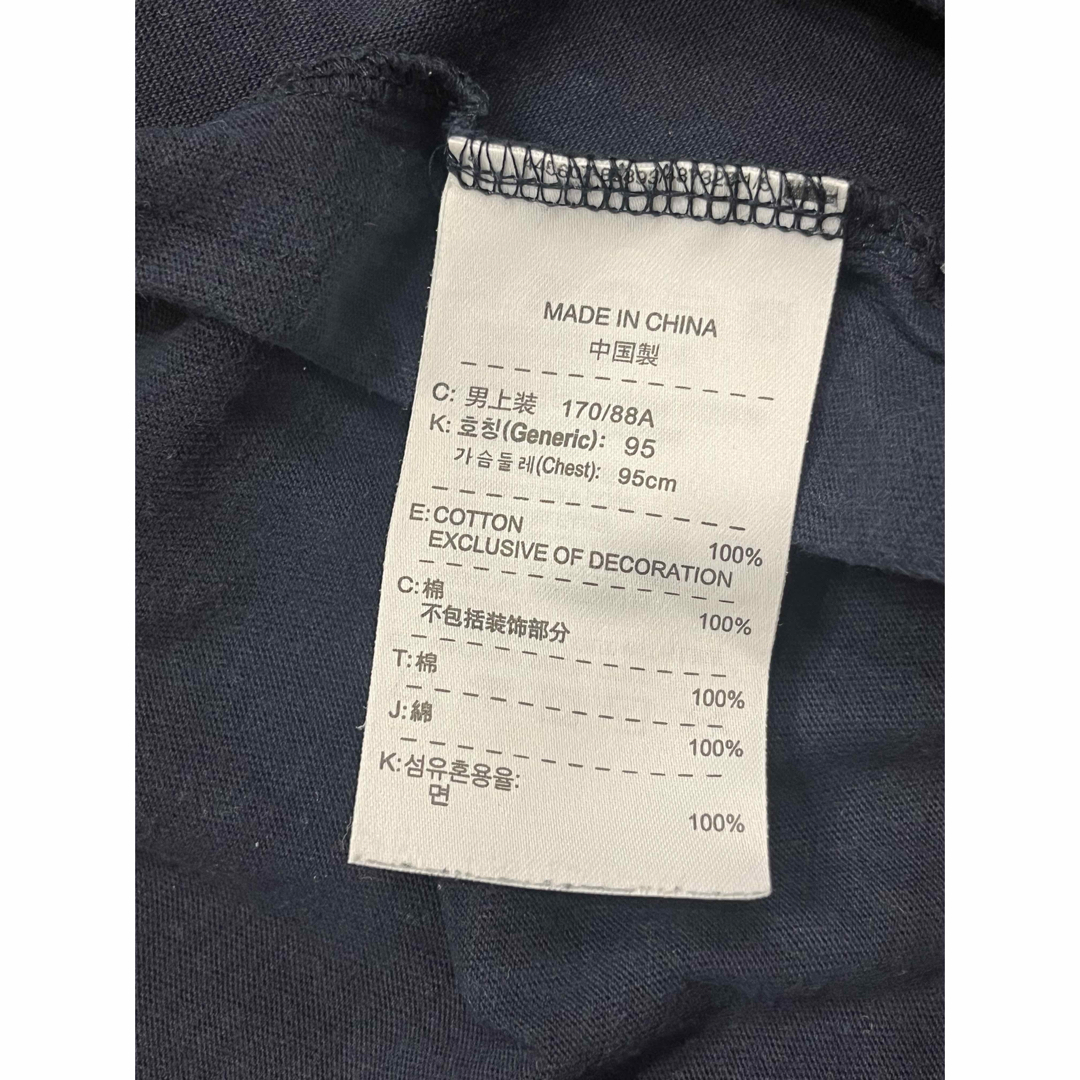 MADE IN CHINA
中国製
C: 男上装 170/88A
K: 호칭(Generic): 95
가슴둘레(Chest): 95cm
E:COTTON 100%
EXCLUSIVE OF DECORATION
C:棉 100%
不包括装饰部分
T:棉 100%
J:綿 100%
K:섬유혼용율:
면 100%